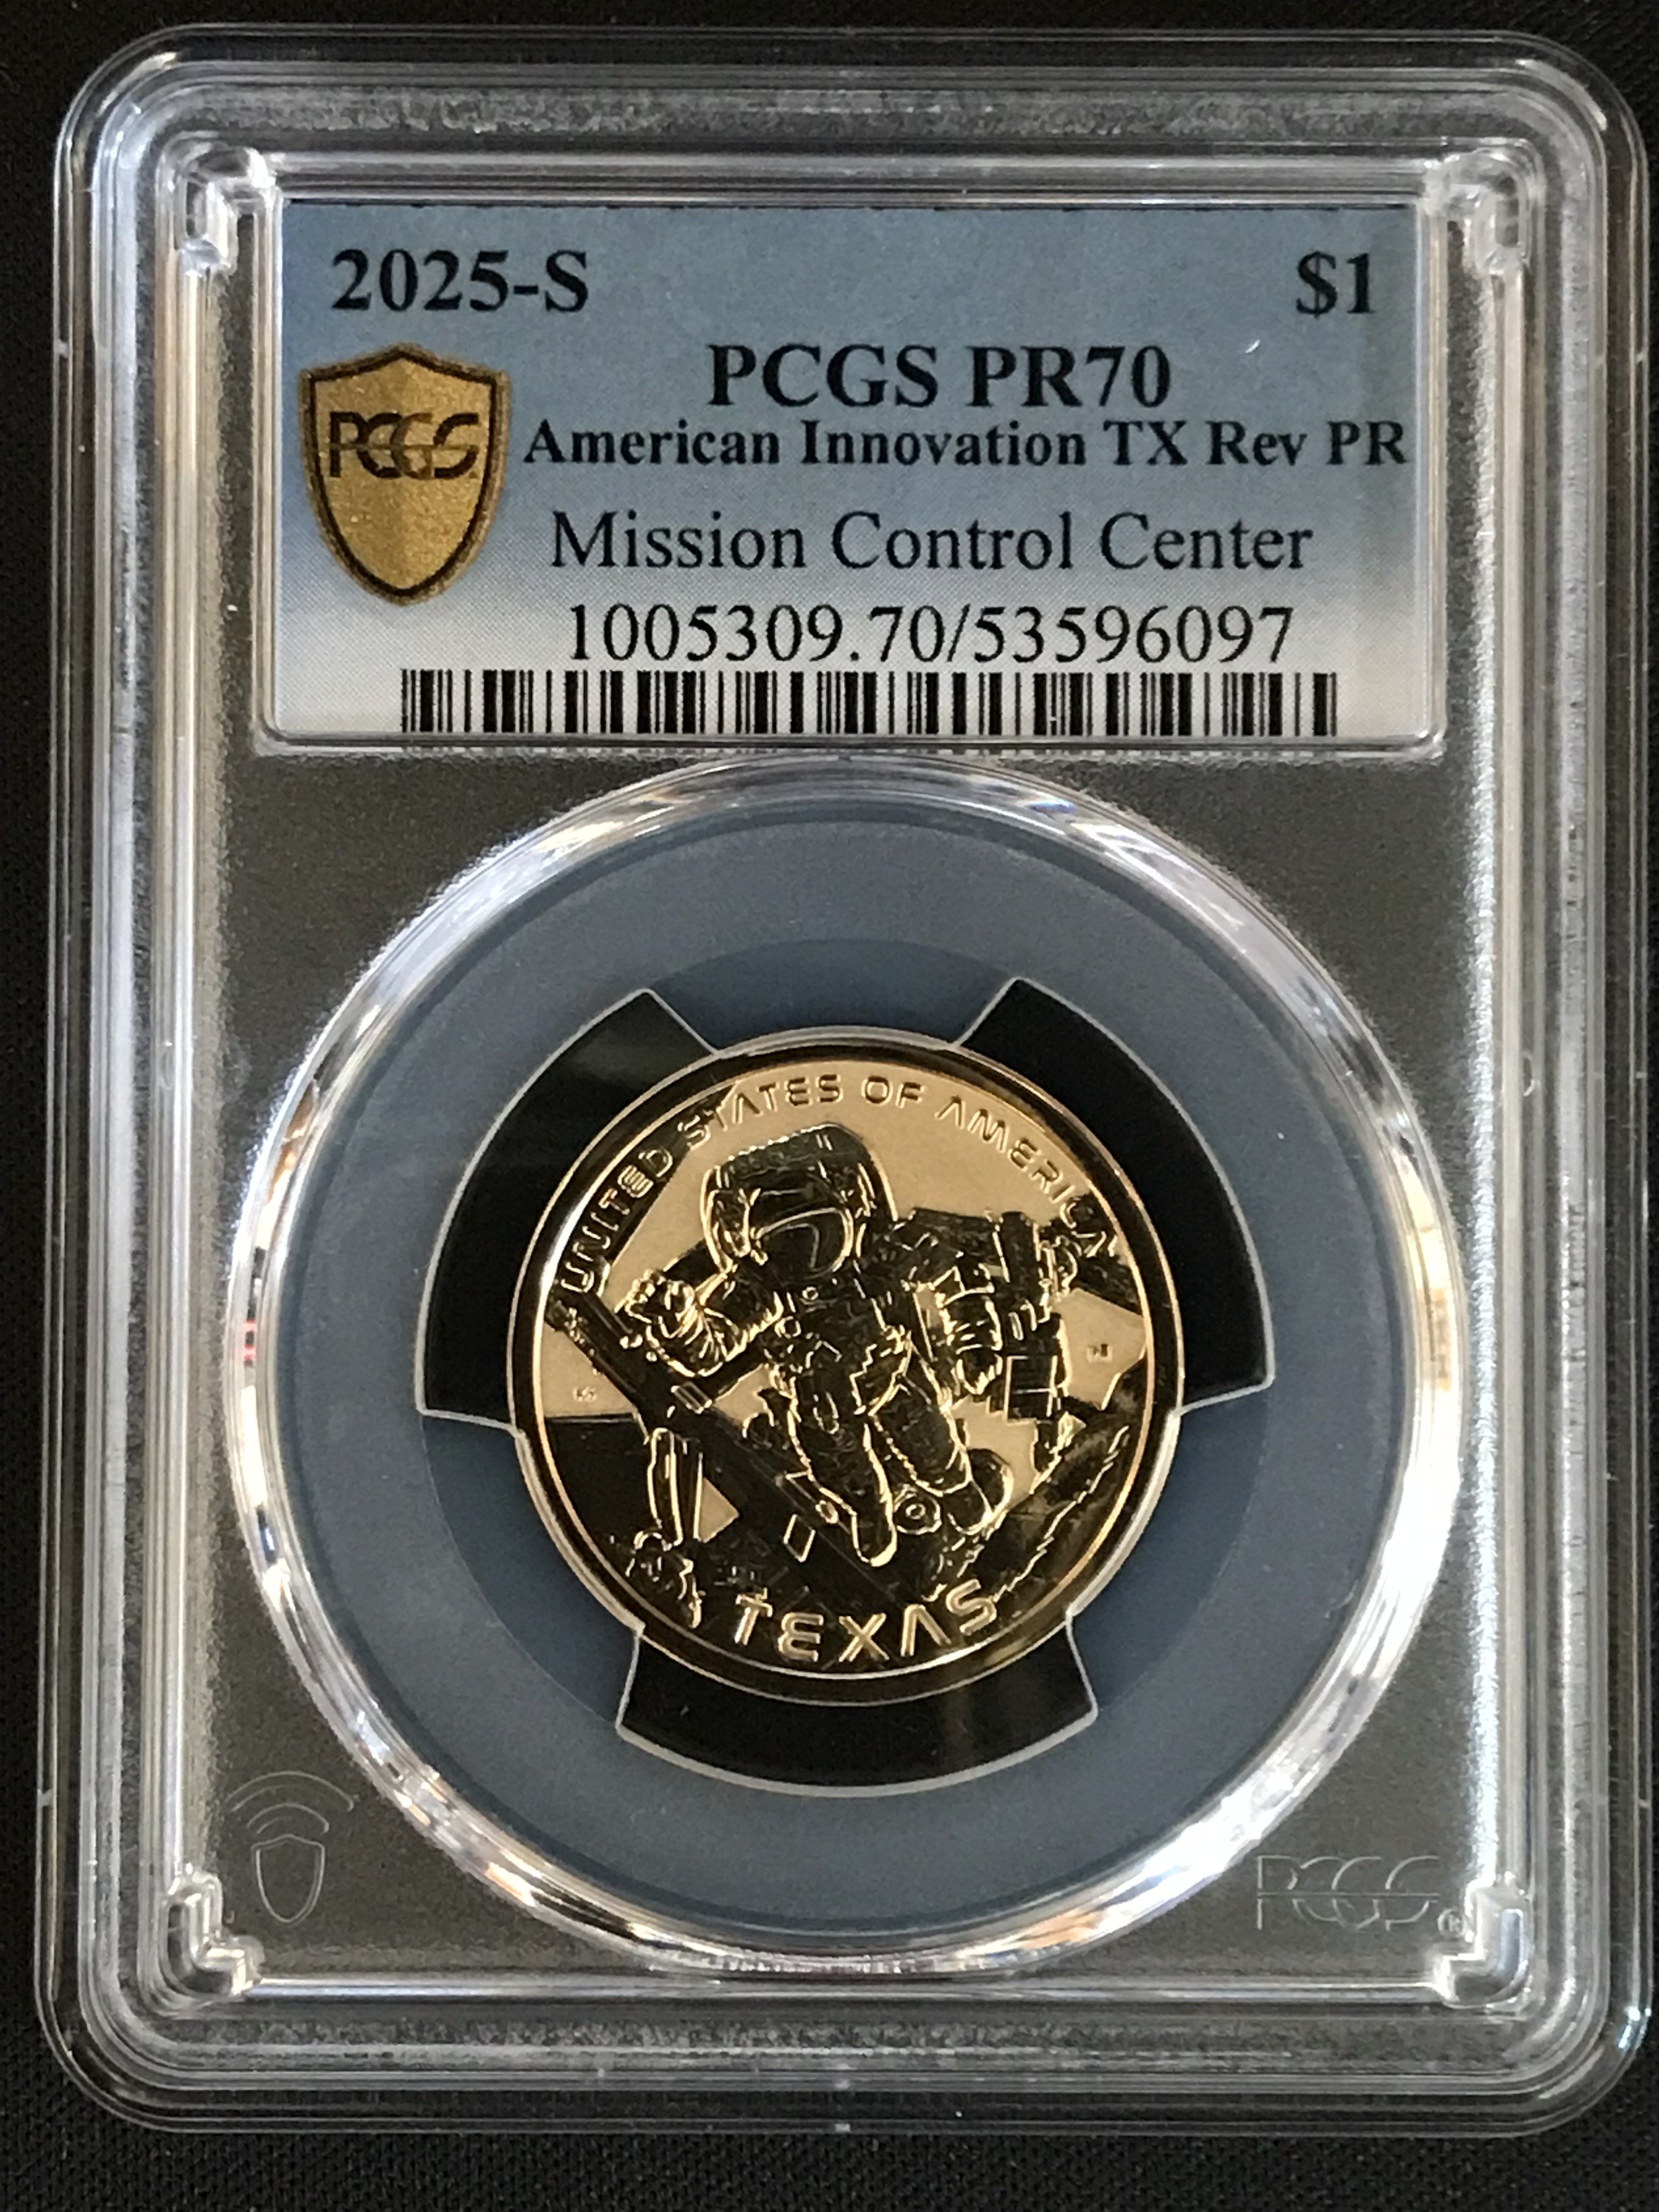 2025-S $1
PCGS PR70
PCGS
American Innovation TX Rev PR
Mission Control Center
1005309.70/53596097
UNITED STATES OF AMERICA
TEXAS
PCGS